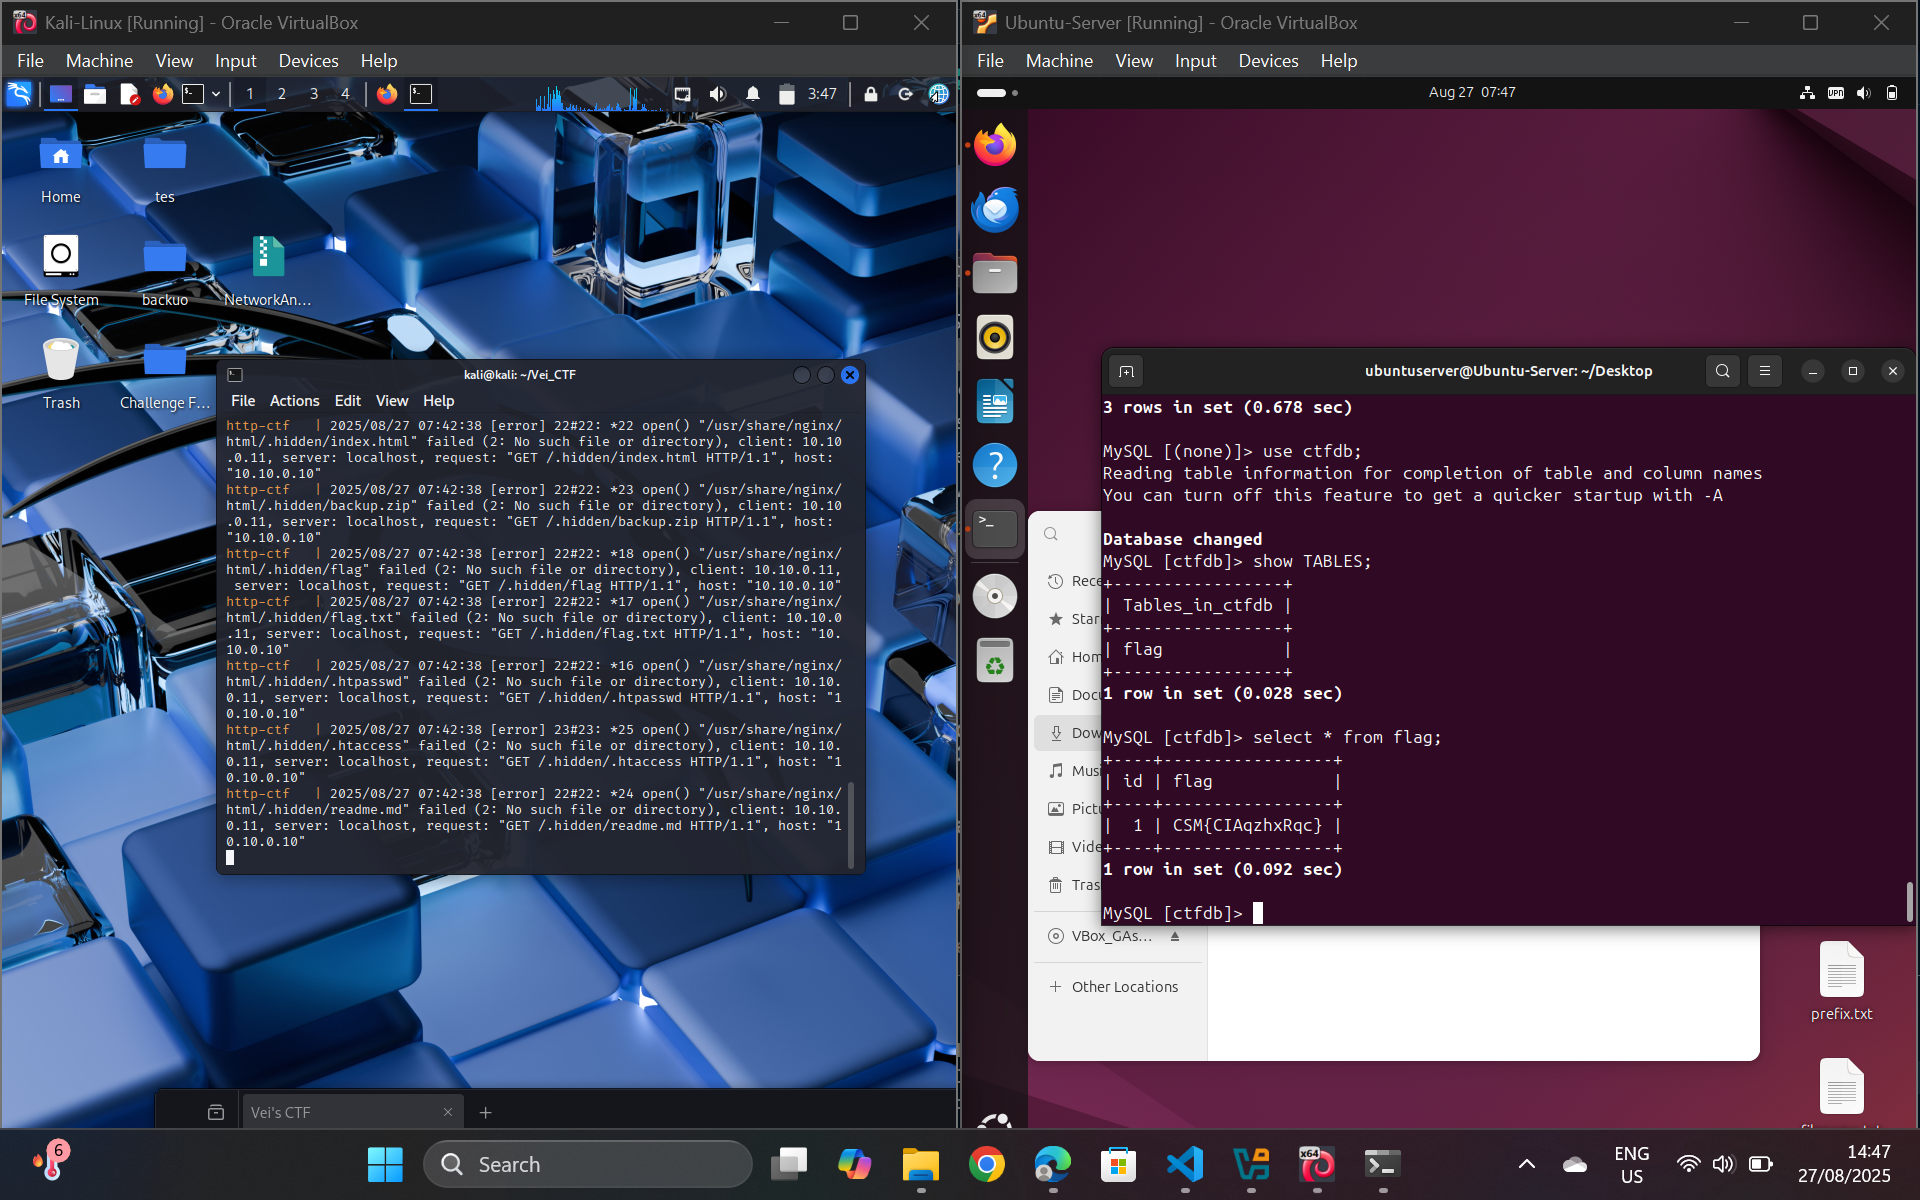 Kali-Linux [Running] - Oracle VirtualBox
File Machine View Input Devices Help
1 2 3 4
3:47
Home
tes
File System
backuo
NetworkAn...
Trash
Challenge F...
kali@kali: ~/Vei_CTF
File Actions Edit View Help
http-ctf | 2025/08/27 07:42:38 [error] 22#22: *22 open() "/usr/share/nginx/
html/.hidden/index.html" failed (2: No such file or directory), client: 10.10
.0.11, server: localhost, request: "GET /.hidden/index.html HTTP/1.1", host:
"10.10.0.10"
http-ctf | 2025/08/27 07:42:38 [error] 22#22: *23 open() "/usr/share/nginx/
html/.hidden/backup.zip" failed (2: No such file or directory), client: 10.10
.0.11, server: localhost, request: "GET /.hidden/backup.zip HTTP/1.1", host:
"10.10.0.10"
http-ctf | 2025/08/27 07:42:38 [error] 22#22: *18 open() "/usr/share/nginx/
html/.hidden/flag" failed (2: No such file or directory), client: 10.10.0.11,
server: localhost, request: "GET /.hidden/flag HTTP/1.1", host: "10.10.0.10"
http-ctf | 2025/08/27 07:42:38 [error] 22#22: *17 open() "/usr/share/nginx/
html/.hidden/flag.txt" failed (2: No such file or directory), client: 10.10.0
.11, server: localhost, request: "GET /.hidden/flag.txt HTTP/1.1", host: "10.
10.0.10"
http-ctf | 2025/08/27 07:42:38 [error] 22#22: *16 open() "/usr/share/nginx/
html/.hidden/.htpasswd" failed (2: No such file or directory), client: 10.10.
0.11, server: localhost, request: "GET /.hidden/.htpasswd HTTP/1.1", host: "1
0.10.0.10"
http-ctf | 2025/08/27 07:42:38 [error] 23#23: *25 open() "/usr/share/nginx/
html/.hidden/.htaccess" failed (2: No such file or directory), client: 10.10.
0.11, server: localhost, request: "GET /.hidden/.htaccess HTTP/1.1", host: "1
0.10.0.10"
http-ctf | 2025/08/27 07:42:38 [error] 22#22: *24 open() "/usr/share/nginx/
html/.hidden/readme.md" failed (2: No such file or directory), client: 10.10.
0.11, server: localhost, request: "GET /.hidden/readme.md HTTP/1.1", host: "1
0.10.0.10"
Vei's CTF
Ubuntu-Server [Running] - Oracle VirtualBox
File Machine View Input Devices Help
Aug 27 07:47
VPN
Rece
Star
Hom
Docu
Dow
Musi
Pictu
Vide
Tras
VBox_GAs...
Other Locations
ubuntuserver@Ubuntu-Server: ~/Desktop
3 rows in set (0.678 sec)
MySQL [(none)]> use ctfdb;
Reading table information for completion of table and column names
You can turn off this feature to get a quicker startup with -A
Database changed
MySQL [ctfdb]> show TABLES;
+-----------------+
| Tables_in_ctfdb |
+-----------------+
| flag            |
+-----------------+
1 row in set (0.028 sec)
MySQL [ctfdb]> select * from flag;
+----+-----------------+
| id | flag            |
+----+-----------------+
|  1 | CSM{CIAqzhxRqc} |
+----+-----------------+
1 row in set (0.092 sec)
MySQL [ctfdb]>
prefix.txt
6
Search
ENG
US
14:47
27/08/2025